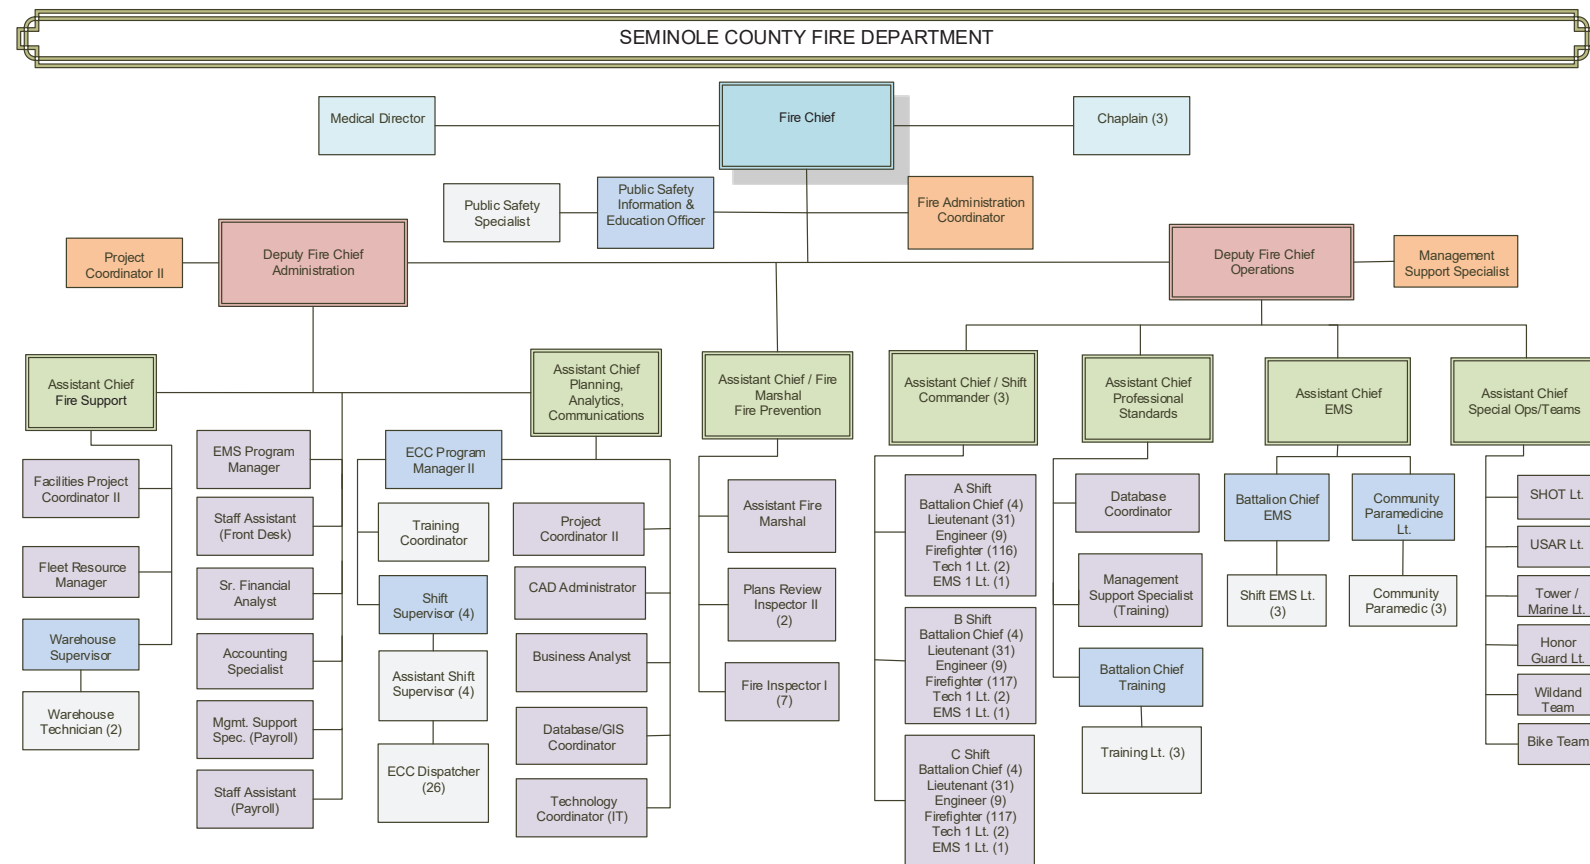 SEMINOLE COUNTY FIRE DEPARTMENT
Medical Director
Fire Chief
Chaplain (3)
Public Safety
Specialist
Public Safety
Information &
Education Officer
Fire Administration
Coordinator
Project
Coordinator II
Deputy Fire Chief
Administration
Deputy Fire Chief
Operations
Management
Support Specialist
Assistant Chief
Fire Support
Assistant Chief
Planning,
Analytics,
Communications
Assistant Chief / Fire
Marshal
Fire Prevention
Assistant Chief / Shift
Commander (3)
Assistant Chief
Professional
Standards
Assistant Chief
EMS
Assistant Chief
Special Ops/Teams
Facilities Project
Coordinator II
Fleet Resource
Manager
Warehouse
Supervisor
Warehouse
Technician (2)
EMS Program
Manager
Staff Assistant
(Front Desk)
Sr. Financial
Analyst
Accounting
Specialist
Mgmt. Support
Spec. (Payroll)
Staff Assistant
(Payroll)
ECC Program
Manager II
Training
Coordinator
Shift
Supervisor (4)
Assistant Shift
Supervisor (4)
ECC Dispatcher
(26)
Project
Coordinator II
CAD Administrator
Business Analyst
Database/GIS
Coordinator
Technology
Coordinator (IT)
Assistant Fire
Marshal
Plans Review
Inspector II
(2)
Fire Inspector I
(7)
A Shift
Battalion Chief (4)
Lieutenant (31)
Engineer (9)
Firefighter (116)
Tech 1 Lt. (2)
EMS 1 Lt. (1)
B Shift
Battalion Chief (4)
Lieutenant (31)
Engineer (9)
Firefighter (117)
Tech 1 Lt. (2)
EMS 1 Lt. (1)
C Shift
Battalion Chief (4)
Lieutenant (31)
Engineer (9)
Firefighter (117)
Tech 1 Lt. (2)
EMS 1 Lt. (1)
Database
Coordinator
Management
Support Specialist
(Training)
Battalion Chief
Training
Training Lt. (3)
Battalion Chief
EMS
Shift EMS Lt.
(3)
Community
Paramedicine
Lt.
Community
Paramedic (3)
SHOT Lt.
USAR Lt.
Tower /
Marine Lt.
Honor
Guard Lt.
Wildand
Team
Bike Team